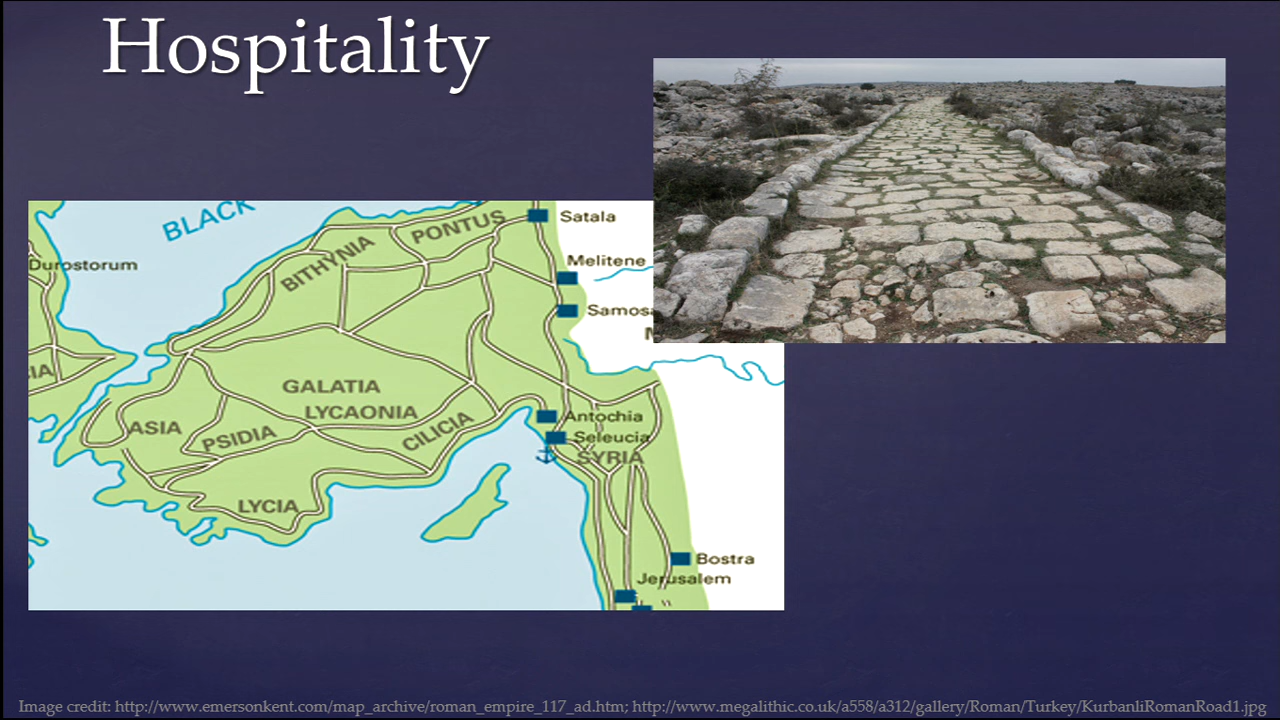 Hospitality
BLACK
PONTUS
Satala
BITHYNIA
Melitene
Durostorum
GALATIA
LYCAONIA
ASIA
PSIDIA
CILICIA
Antochia
Seleucia
SYRIA
LYCIA
Bostra
Jerusalem
Image credit: http://www.emersonkent.com/map_archive/roman_empire_117_ad.htm; http://www.megalithic.co.uk/a558/a312/gallery/Roman/Turkey/KurbanliRomanRoad1.jpg